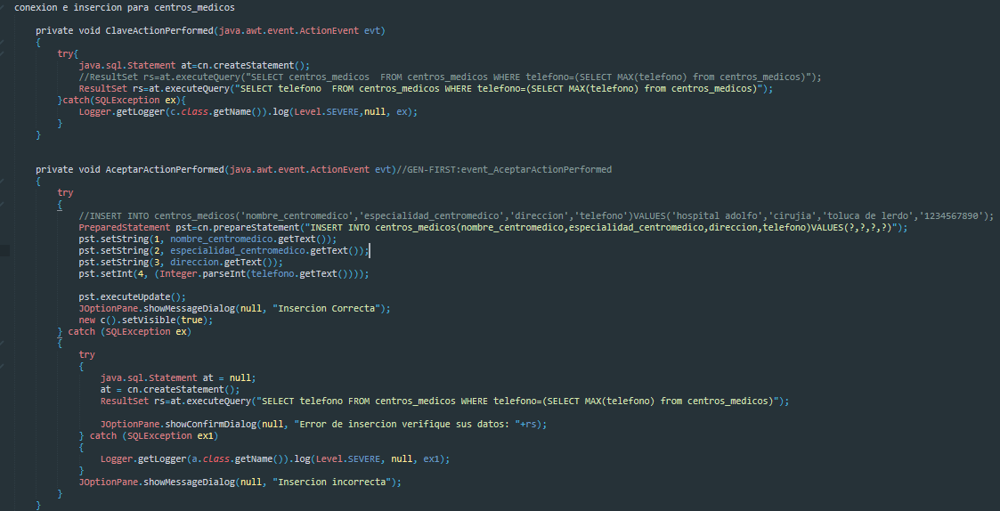 conexion e insercion para centros_medicos
private void ClaveActionPerformed(java.awt.event.ActionEvent evt)
{
try{
java.sql.Statement at=cn.createStatement();
//ResultSet rs=at.executeQuery("SELECT centros_medicos  FROM centros_medicos WHERE telefono=(SELECT MAX(telefono) from centros_medicos)");
ResultSet rs=at.executeQuery("SELECT telefono  FROM centros_medicos WHERE telefono=(SELECT MAX(telefono) from centros_medicos)");
}catch(SQLException ex){
Logger.getLogger(c.class.getName()).log(Level.SEVERE,null, ex);
}
}
private void AceptarActionPerformed(java.awt.event.ActionEvent evt)//GEN-FIRST:event_AceptarActionPerformed
{
try
{
//INSERT INTO centros_medicos('nombre_centromedico','especialidad_centromedico','direccion','telefono')VALUES('hospital adolfo','cirujia','toluca de lerdo','1234567890');
PreparedStatement pst=cn.prepareStatement("INSERT INTO centros_medicos(nombre_centromedico,especialidad_centromedico,direccion,telefono)VALUES(?,?,?,?)");
pst.setString(1, nombre_centromedico.getText());
pst.setString(2, especialidad_centromedico.getText());
pst.setString(3, direccion.getText());
pst.setInt(4, (Integer.parseInt(telefono.getText())));
pst.executeUpdate();
JOptionPane.showMessageDialog(null, "Insercion Correcta");
new c().setVisible(true);
} catch (SQLException ex)
{
try
{
java.sql.Statement at = null;
at = cn.createStatement();
ResultSet rs=at.executeQuery("SELECT telefono FROM centros_medicos WHERE telefono=(SELECT MAX(telefono) from centros_medicos)");
JOptionPane.showConfirmDialog(null, "Error de insercion verifique sus datos: "+rs);
} catch (SQLException ex1)
{
Logger.getLogger(a.class.getName()).log(Level.SEVERE, null, ex1);
}
JOptionPane.showMessageDialog(null, "Insercion incorrecta");
}
}